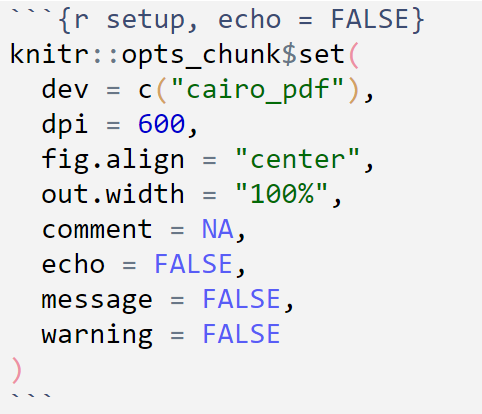 ```{r setup, echo = FALSE}
knitr::opts_chunk$set(
  dev = c("cairo_pdf"),
  dpi = 600,
  fig.align = "center",
  out.width = "100%",
  comment = NA,
  echo = FALSE,
  message = FALSE,
  warning = FALSE
)
```